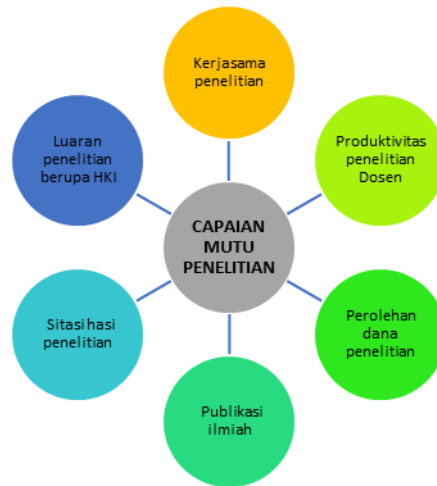 Kerjasama
penelitian
Produktivitas
penelitian
Dosen
Perolehan
dana
penelitian
Publikasi
ilmiah
Sitasi hasi
penelitian
Luaran
penelitian
berupa HKI
CAPAIAN
MUTU
PENELITIAN